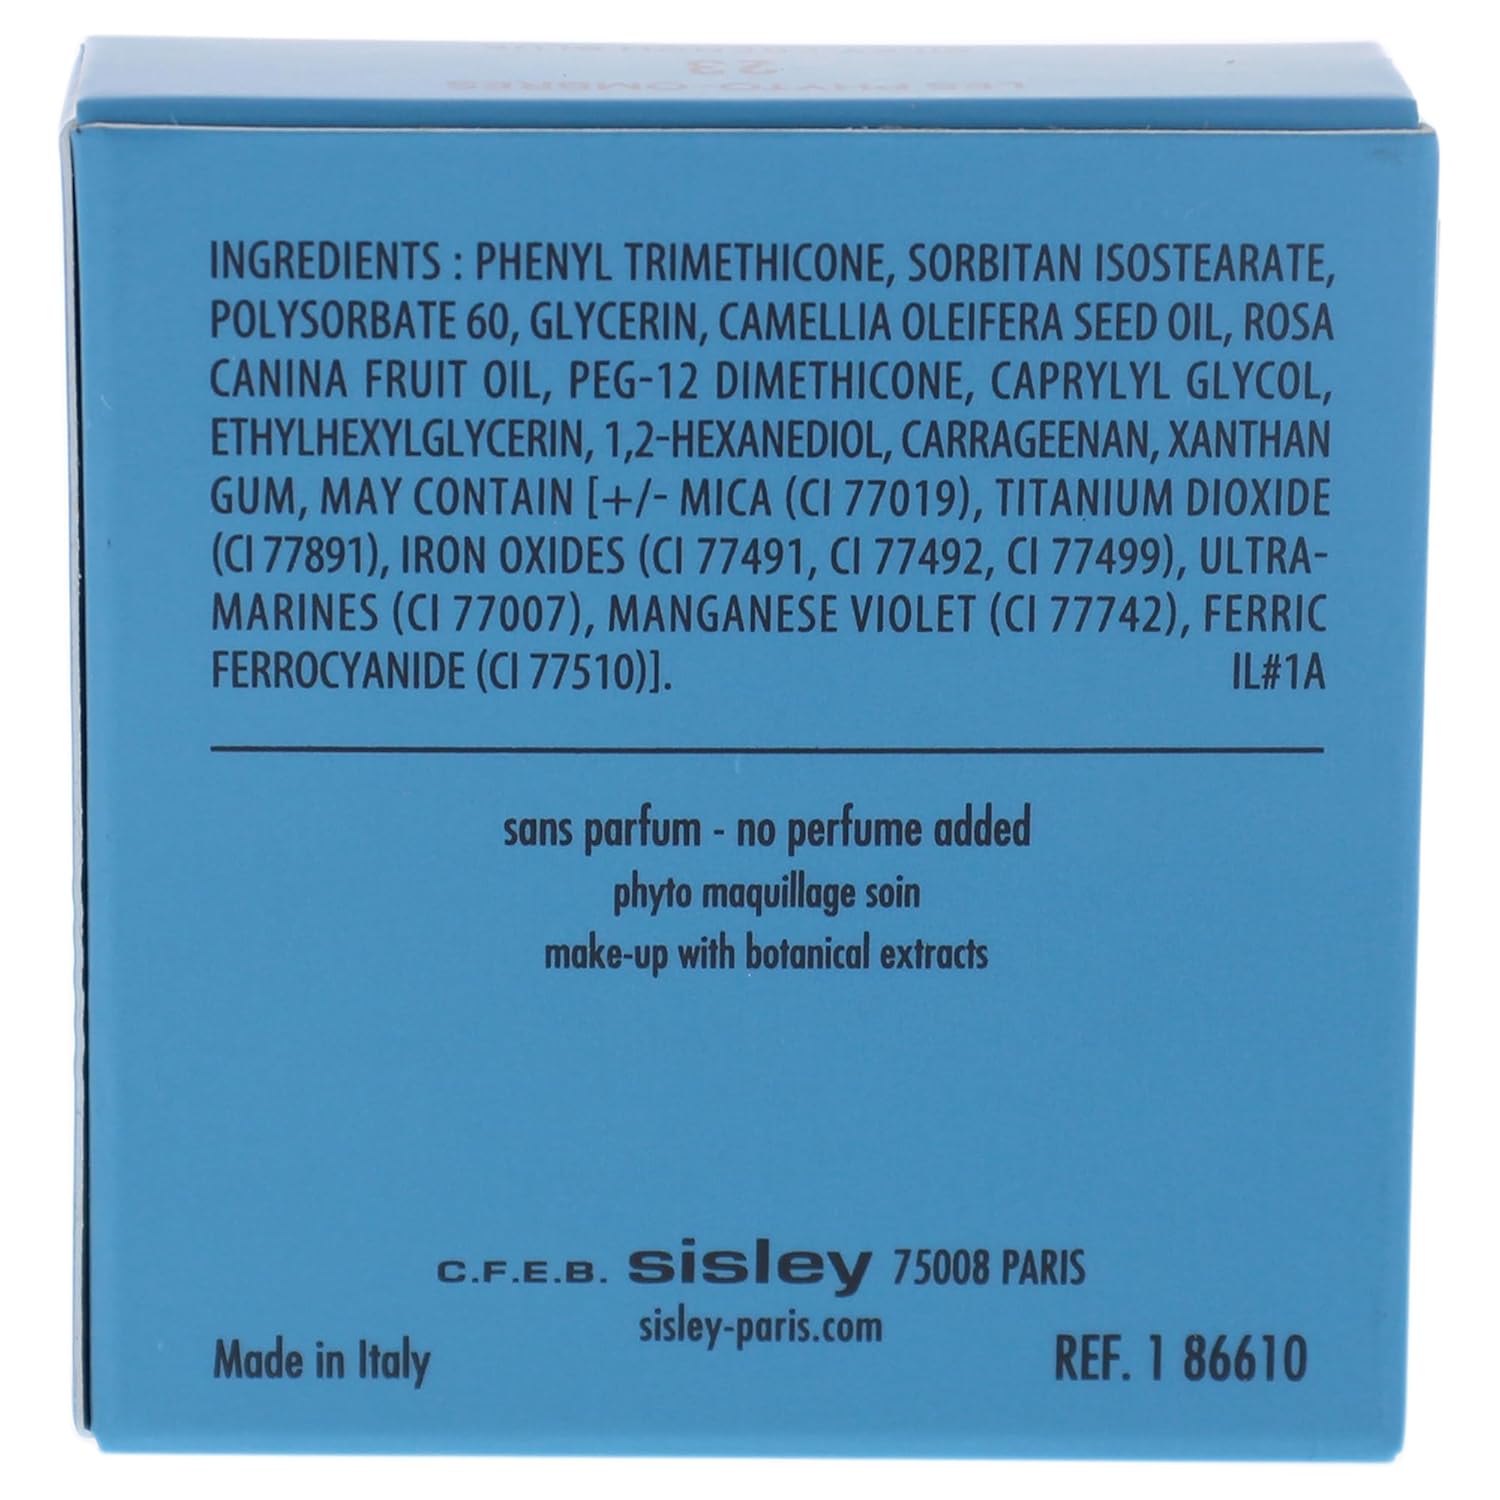 LES PHYTO-OMBRES
23
INGREDIENTS : PHENYL TRIMETHICONE, SORBITAN ISOSTEARATE,
POLYSORBATE 60, GLYCERIN, CAMELLIA OLEIFERA SEED OIL, ROSA
CANINA FRUIT OIL, PEG-12 DIMETHICONE, CAPRYLYL GLYCOL,
ETHYLHEXYLGLYCERIN, 1,2-HEXANEDIOL, CARRAGEENAN, XANTHAN
GUM, MAY CONTAIN [+/- MICA (CI 77019), TITANIUM DIOXIDE
(CI 77891), IRON OXIDES (CI 77491, CI 77492, CI 77499), ULTRA-
MARINES (CI 77007), MANGANESE VIOLET (CI 77742), FERRIC
FERROCYANIDE (CI 77510)]. IL#1A
sans parfum - no perfume added
phyto maquillage soin
make-up with botanical extracts
C.F.E.B. sisley 75008 PARIS
sisley-paris.com
Made in Italy REF. 1 86610